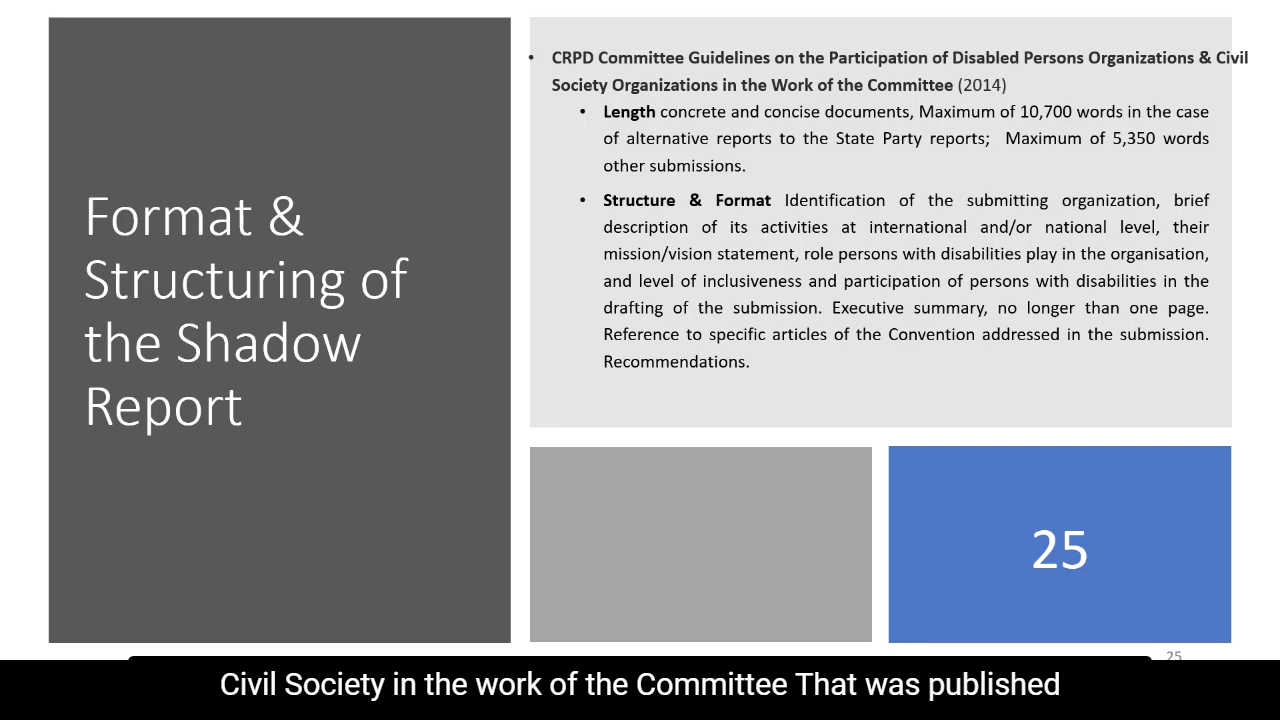 Format &
Structuring of
the Shadow
Report
• CRPD Committee Guidelines on the Participation of Disabled Persons Organizations & Civil
Society Organizations in the Work of the Committee (2014)
• Length concrete and concise documents, Maximum of 10,700 words in the case
of alternative reports to the State Party reports; Maximum of 5,350 words
other submissions.
• Structure & Format Identification of the submitting organization, brief
description of its activities at international and/or national level, their
mission/vision statement, role persons with disabilities play in the organisation,
and level of inclusiveness and participation of persons with disabilities in the
drafting of the submission. Executive summary, no longer than one page.
Reference to specific articles of the Convention addressed in the submission.
Recommendations.
25
25
Civil Society in the work of the Committee That was published